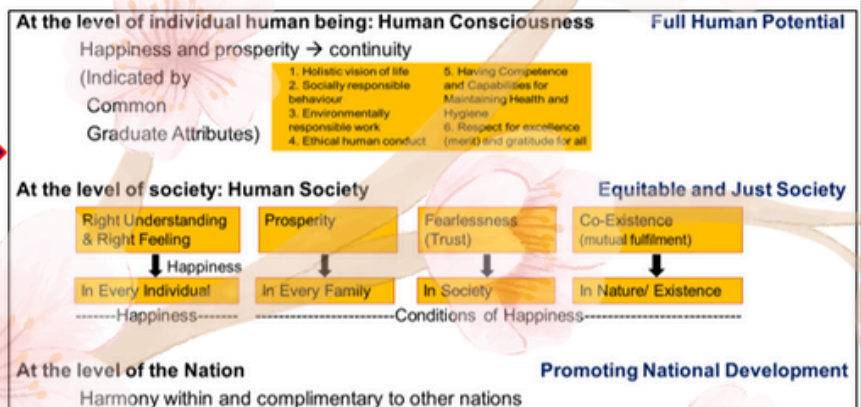 At the level of individual human being: Human Consciousness Full Human Potential
Happiness and prosperity → continuity
(Indicated by
Common
Graduate Attributes)
1. Holistic vision of life
2. Socially responsible
behaviour
3. Environmentally
responsible work
4. Ethical human conduct
5. Having Competence
and Capabilities for
Maintaining Health and
Hygiene
6. Respect for excellence
(merit) and gratitude for all
At the level of society: Human Society Equitable and Just Society
Right Understanding
& Right Feeling
Prosperity
Fearlessness
(Trust)
Co-Existence
(mutual fulfilment)
Happiness
In Every Individual
In Every Family
In Society
In Nature/ Existence
-------Happiness------- --------------------------Conditions of Happiness------------------------------
At the level of the Nation Promoting National Development
Harmony within and complimentary to other nations